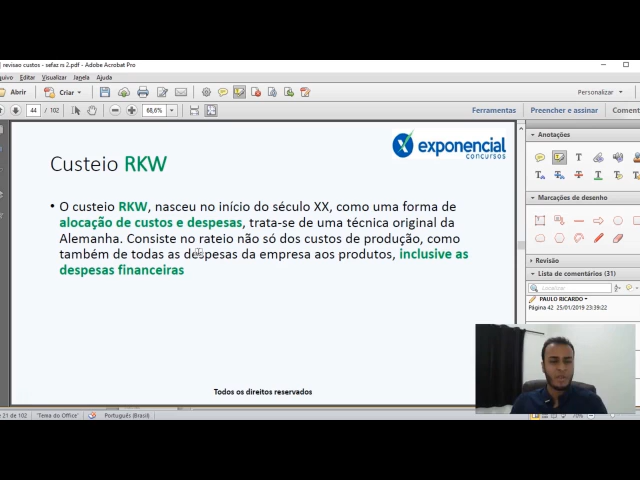 revisao custos - sefaz rs 2.pdf - Adobe Acrobat Pro
Editar Visualizar Janela Ajuda
Abrir Criar Personalizar
44 / 102 68,6% Ferramentas Preencher e assinar Coment
exponencial
concursos
Custeio RKW
• O custeio RKW, nasceu no início do século XX, como uma forma de
alocação de custos e despesas, trata-se de uma técnica original da
Alemanha. Consiste no rateio não só dos custos de produção, como
também de todas as despesas da empresa aos produtos, inclusive as
despesas financeiras
Todos os direitos reservados
Anotações
Marcações de desenho
Revisão
Lista de comentários (31)
Localizar
PAULO RICARDO
Página 42 25/01/2019 23:39:22
21 de 102 "Tema do Office" Português (Brasil) 70%